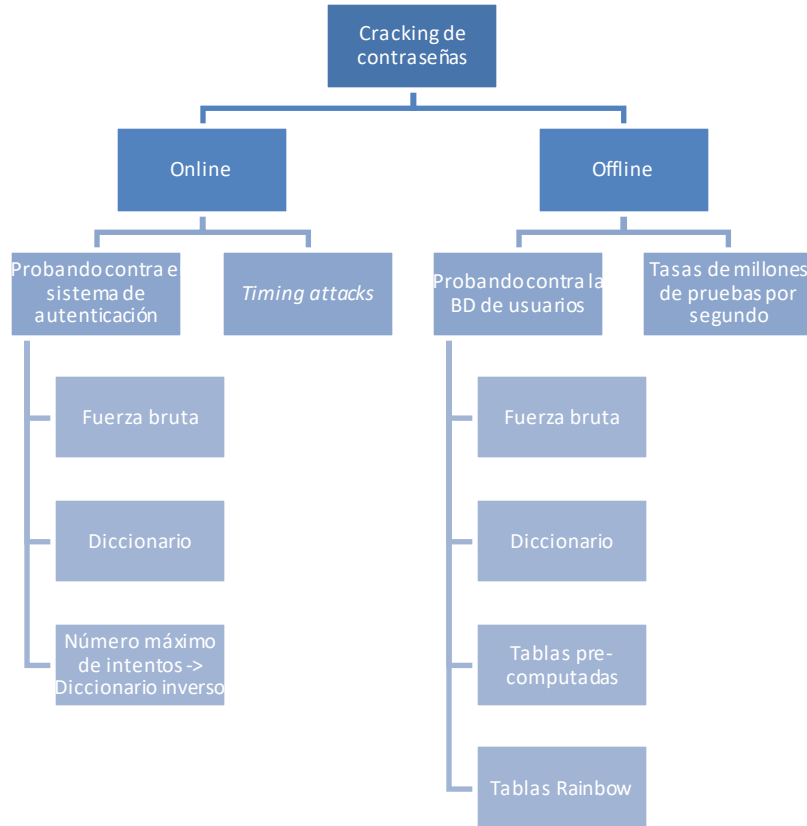 Cracking de
contraseñas
Online
Offline
Probando contra e
sistema de
autenticación
Timing attacks
Probando contra la
BD de usuarios
Tasas de millones
de pruebas por
segundo
Fuerza bruta
Fuerza bruta
Diccionario
Diccionario
Número máximo
de intentos ->
Diccionario inverso
Tablas pre-
computadas
Tablas Rainbow